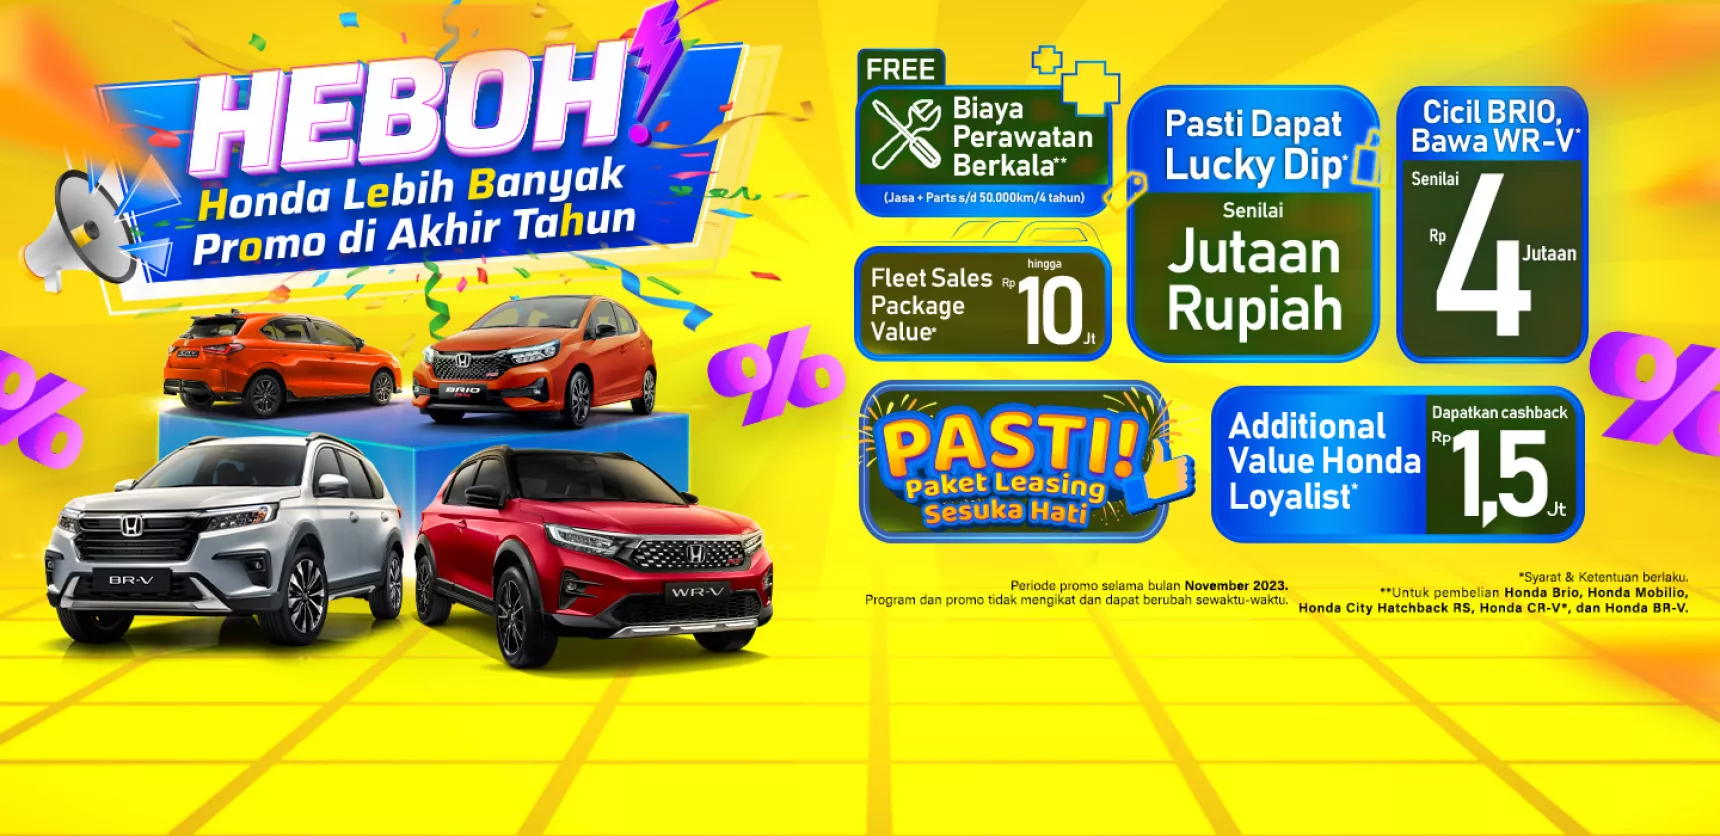 HEBOH!
Honda Lebih Banyak
Promo di Akhir Tahun
BRIO
BR-V
WR-V
FREE
Biaya
Perawatan
Berkala**
(Jasa + Parts s/d 50.000km/4 tahun)
Fleet Sales
Package
Value*
hingga
Rp 10 Jt
Pasti Dapat
Lucky Dip*
Senilai
Jutaan
Rupiah
Cicil BRIO,
Bawa WR-V*
Senilai
Rp 4 Jutaan
PASTI!
Paket Leasing
Sesuka Hati
Additional
Value Honda
Loyalist*
Dapatkan cashback
Rp 1,5 Jt
Periode promo selama bulan November 2023.
Program dan promo tidak mengikat dan dapat berubah sewaktu-waktu.
*Syarat & Ketentuan berlaku.
**Untuk pembelian Honda Brio, Honda Mobilio,
Honda City Hatchback RS, Honda CR-V*, dan Honda BR-V.